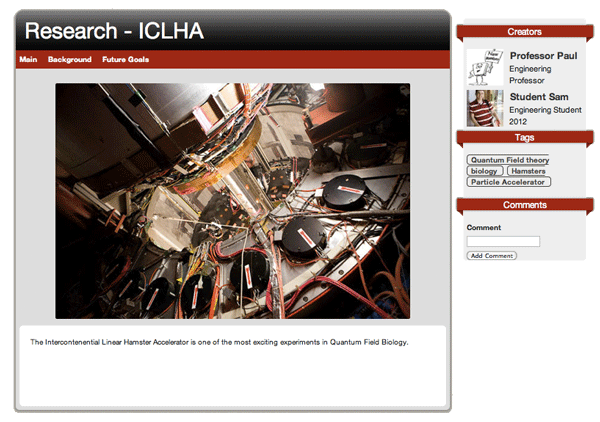 Research - ICLHA
Main Background Future Goals
The Intercontenential Linear Hamster Accelerator is one of the most exciting experiments in Quantum Field Biology.
Creators
Professor Paul
Engineering
Professor
Student Sam
Engineering Student
2012
Tags
Quantum Field theory
biology Hamsters
Particle Accelerator
Comments
Comment
Add Comment